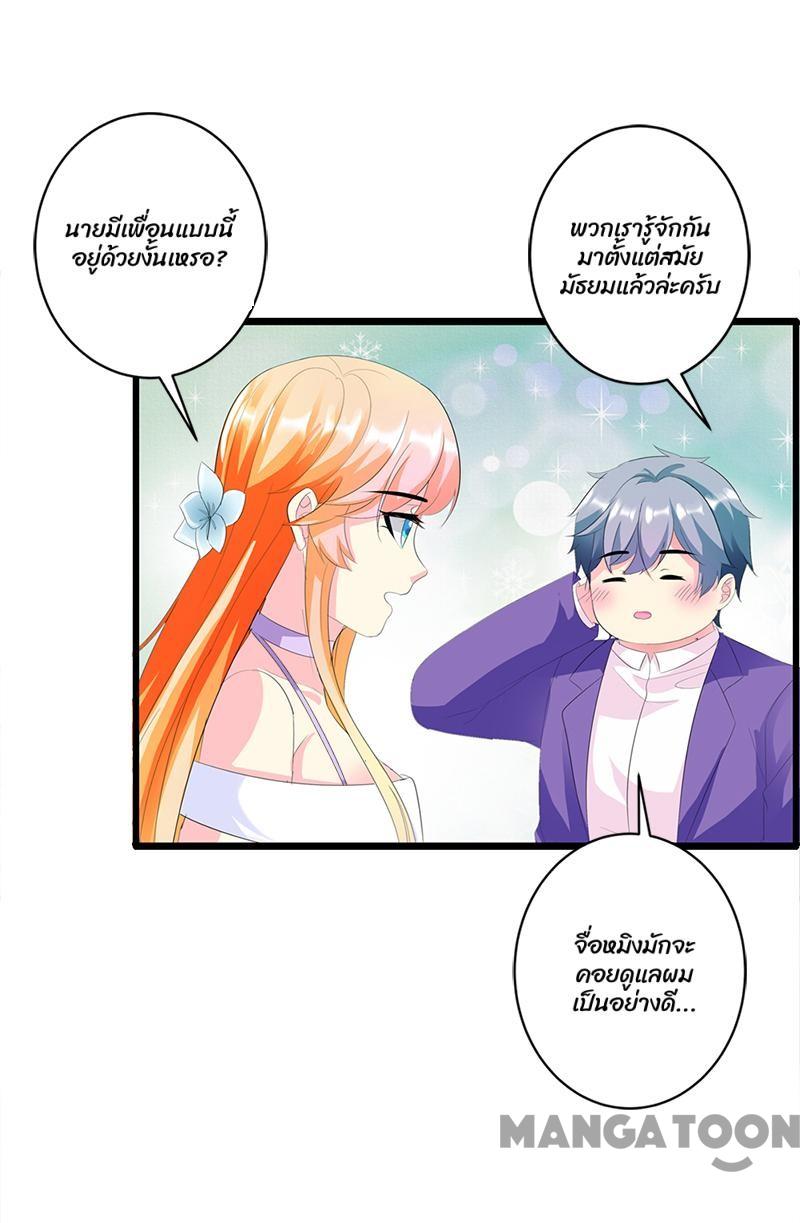 นายมีเพื่อนแบบนี้
อยู่ด้วยงั้นเหรอ?
พวกเรารู้จักกัน
มาตั้งแต่สมัย
มัธยมแล้วล่ะครับ
จื่อหมิงมักจะ
คอยดูแลผม
เป็นอย่างดี...
MANGATOON